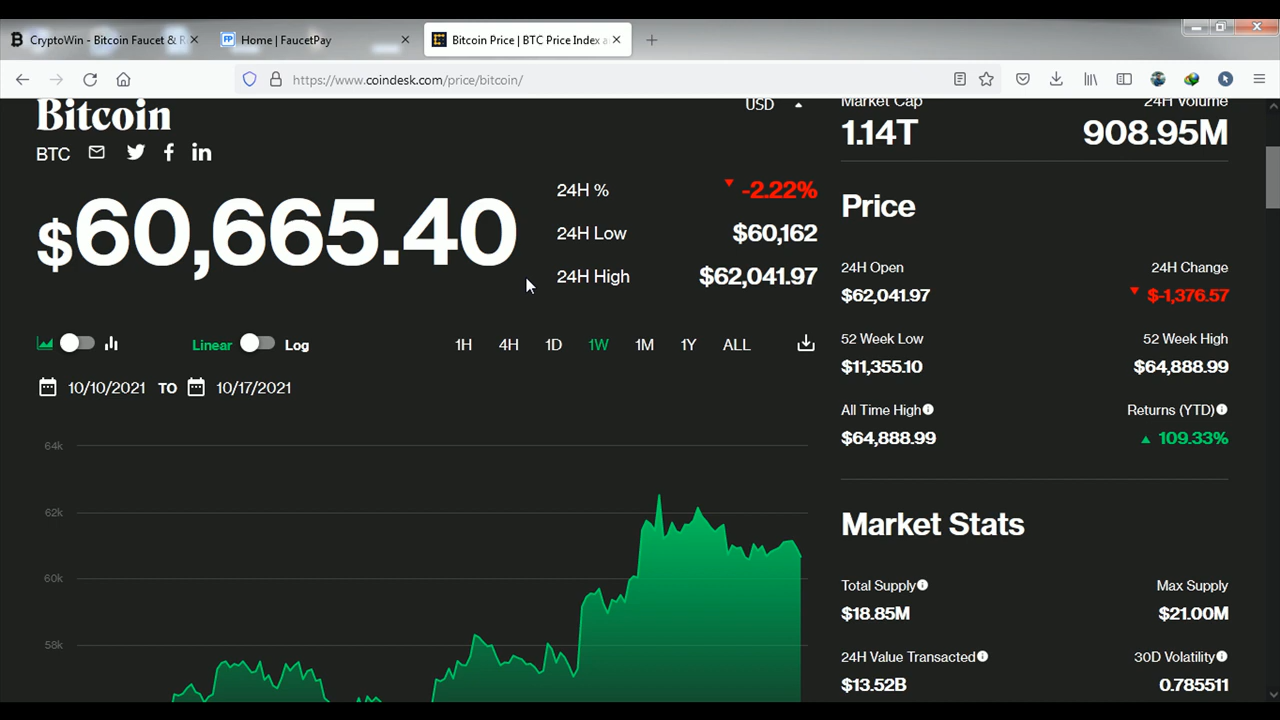 CryptoWin - Bitcoin Faucet & R
Home | FaucetPay
Bitcoin Price | BTC Price Index a
https://www.coindesk.com/price/bitcoin/
Bitcoin
USD
BTC
$60,665.40
24H % -2.22%
24H Low $60,162
24H High $62,041.97
Linear Log
1H 4H 1D 1W 1M 1Y ALL
10/10/2021 TO 10/17/2021
64k
62k
60k
58k
Market Cap 24H Volume
1.14T 908.95M
Price
24H Open 24H Change
$62,041.97 $-1,376.57
52 Week Low 52 Week High
$11,355.10 $64,888.99
All Time High Returns (YTD)
$64,888.99 109.33%
Market Stats
Total Supply Max Supply
$18.85M $21.00M
24H Value Transacted 30D Volatility
$13.52B 0.785511